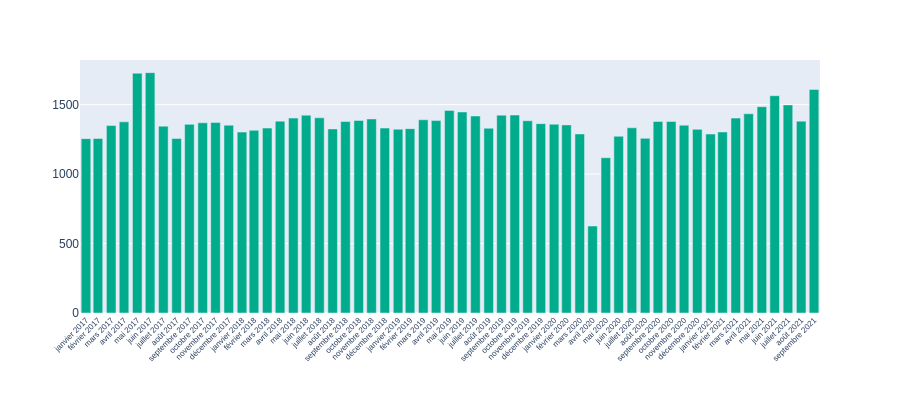 1500
1000
500
0
janvier 2017
février 2017
mars 2017
avril 2017
mai 2017
juin 2017
juillet 2017
août 2017
septembre 2017
octobre 2017
novembre 2017
décembre 2017
janvier 2018
février 2018
mars 2018
avril 2018
mai 2018
juin 2018
juillet 2018
août 2018
septembre 2018
octobre 2018
novembre 2018
décembre 2018
janvier 2019
février 2019
mars 2019
avril 2019
mai 2019
juin 2019
juillet 2019
août 2019
septembre 2019
octobre 2019
novembre 2019
décembre 2019
janvier 2020
février 2020
mars 2020
avril 2020
mai 2020
juin 2020
juillet 2020
août 2020
septembre 2020
octobre 2020
novembre 2020
décembre 2020
janvier 2021
février 2021
mars 2021
avril 2021
mai 2021
juin 2021
juillet 2021
août 2021
septembre 2021